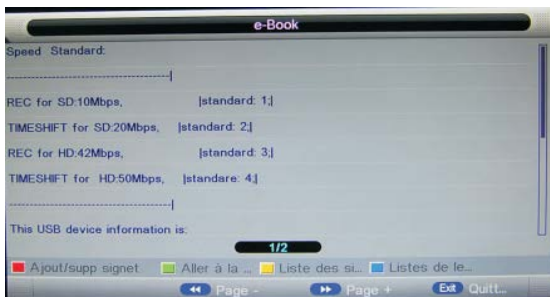 e-Book
Speed Standard:
------------------------------------|
REC for SD:10Mbps, |standard: 1;|
TIMESHIFT for SD:20Mbps, |standard: 2;|
REC for HD:42Mbps, |standard: 3;|
TIMESHIFT for HD:50Mbps, |standare: 4;|
------------------------------------|
This USB device information is:
1/2
Ajout/supp signet Aller à la ... Liste des si... Listes de le...
Page - Page + Exit Quitt...